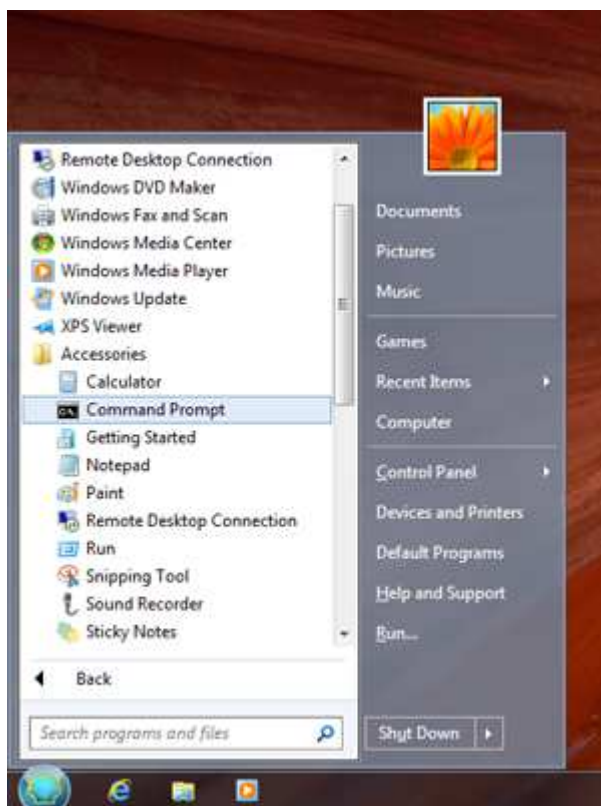 Remote Desktop Connection
Windows DVD Maker
Windows Fax and Scan
Windows Media Center
Windows Media Player
Windows Update
XPS Viewer
Accessories
Calculator
Command Prompt
Getting Started
Notepad
Paint
Remote Desktop Connection
Run
Snipping Tool
Sound Recorder
Sticky Notes
Back
Search programs and files
Documents
Pictures
Music
Games
Recent Items
Computer
Control Panel
Devices and Printers
Default Programs
Help and Support
Run...
Shut Down